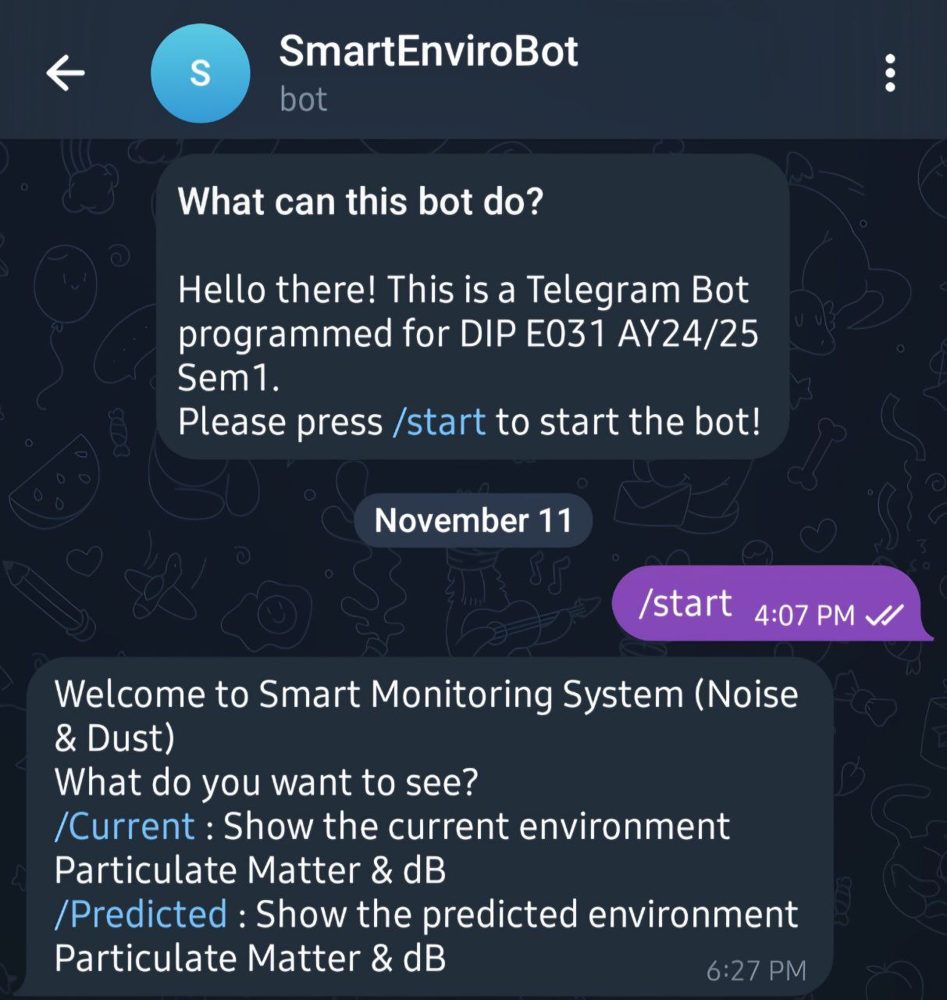 S
SmartEnviroBot
bot
What can this bot do?
Hello there! This is a Telegram Bot
programmed for DIP E031 AY24/25
Sem1.
Please press /start to start the bot!
November 11
/start 4:07 PM
Welcome to Smart Monitoring System (Noise
& Dust)
What do you want to see?
/Current : Show the current environment
Particulate Matter & dB
/Predicted : Show the predicted environment
Particulate Matter & dB
6:27 PM